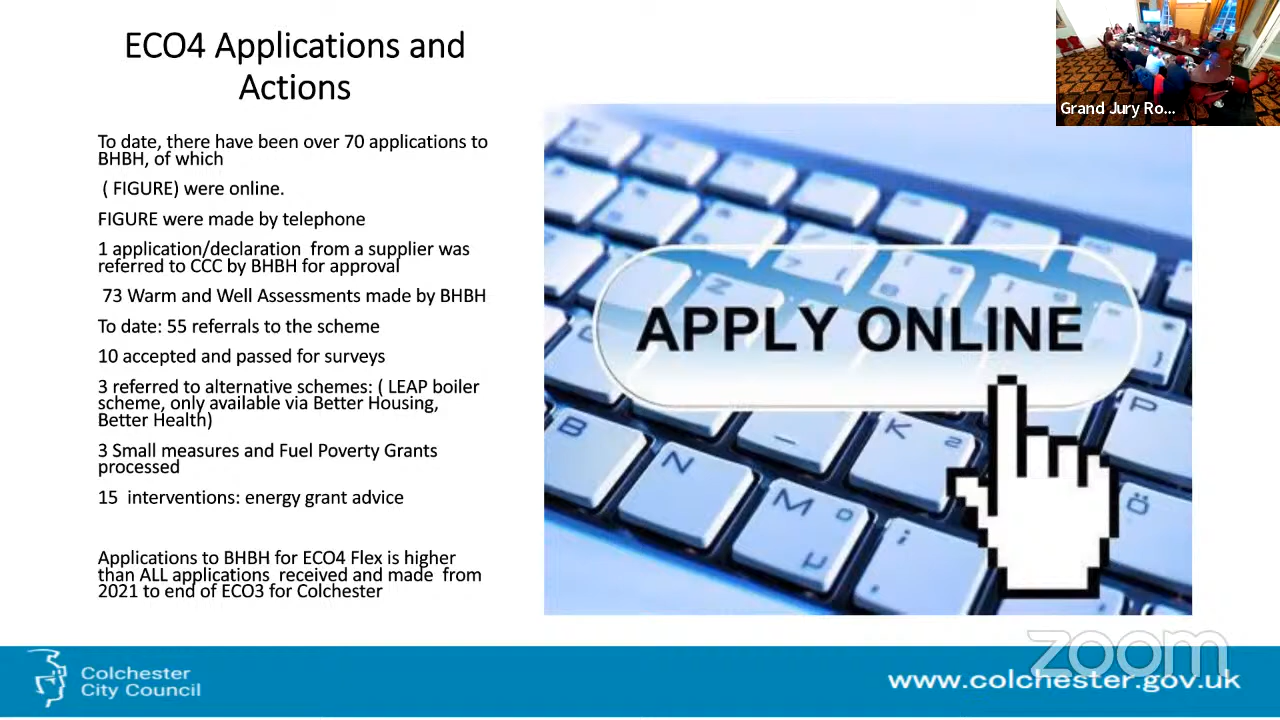 ECO4 Applications and
Actions
Grand Jury Ro...
To date, there have been over 70 applications to
BHBH, of which
( FIGURE) were online.
FIGURE were made by telephone
1 application/declaration from a supplier was
referred to CCC by BHBH for approval
73 Warm and Well Assessments made by BHBH
To date: 55 referrals to the scheme
10 accepted and passed for surveys
3 referred to alternative schemes: ( LEAP boiler
scheme, only available via Better Housing,
Better Health)
3 Small measures and Fuel Poverty Grants
processed
15 interventions: energy grant advice
Applications to BHBH for ECO4 Flex is higher
than ALL applications received and made from
2021 to end of ECO3 for Colchester
APPLY ONLINE
B
N
M
K
P
Ö
zoom
Colchester
City Council
www.colchester.gov.uk